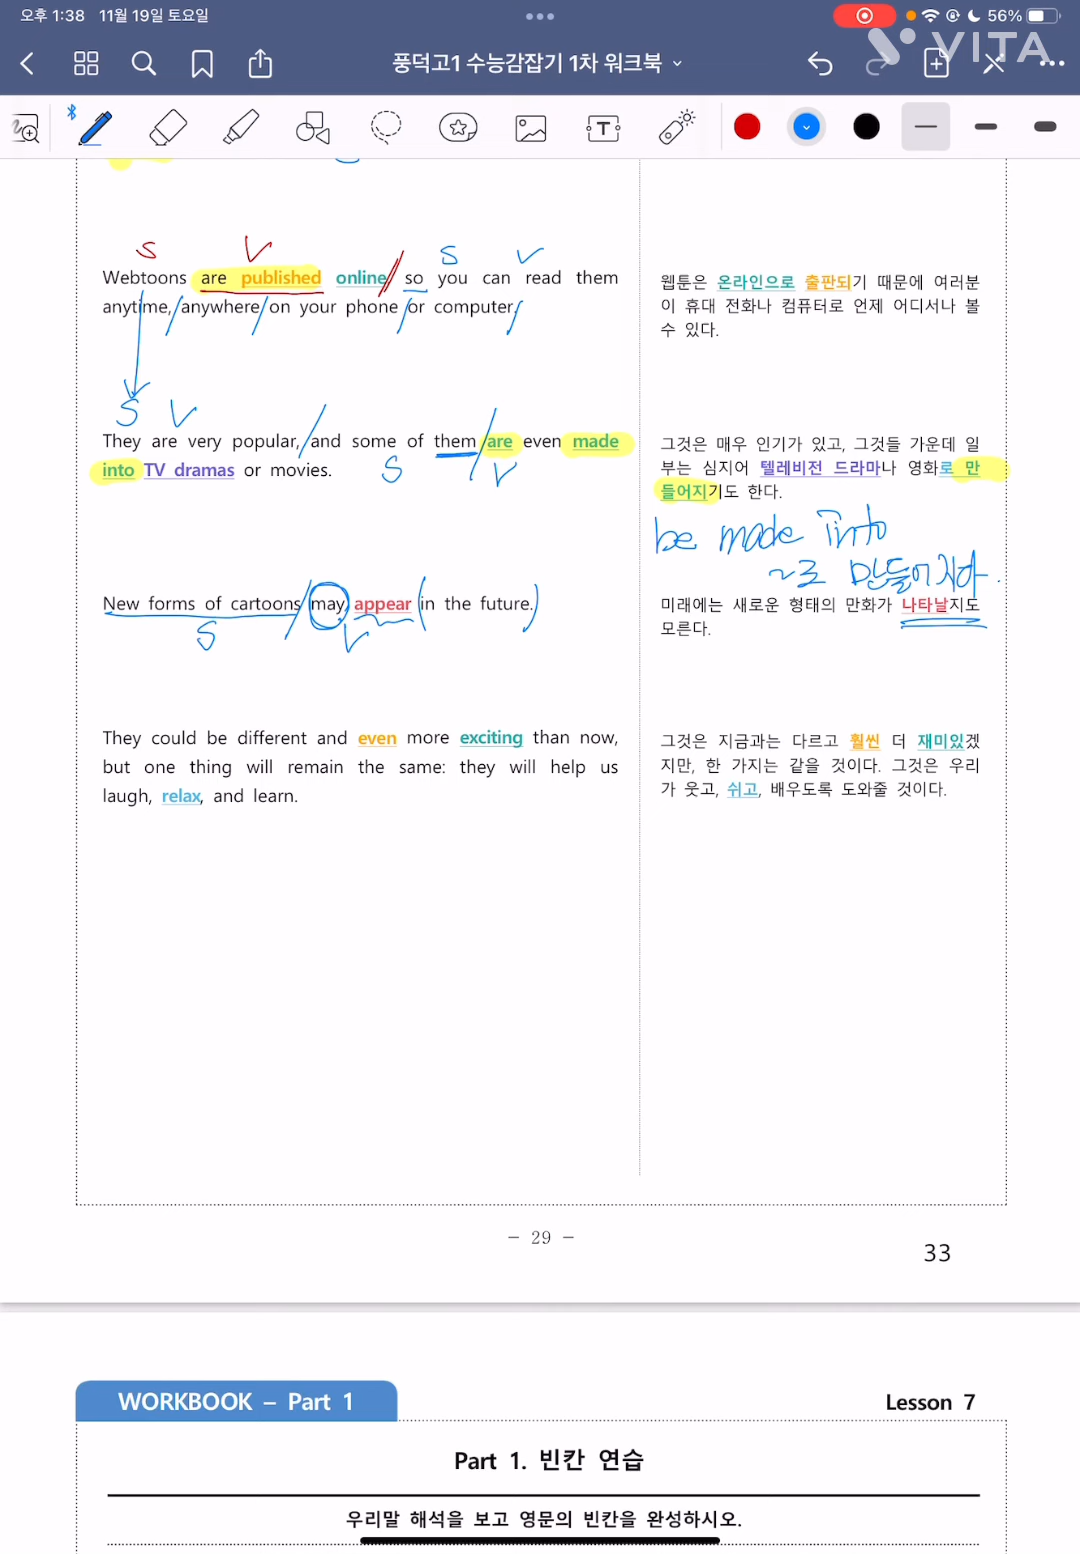 오후 1:38 11월 19일 토요일
56%
풍덕고1 수능감잡기 1차 워크북
VITA
S V S V
Webtoons are published online so you can read them
anytime, anywhere on your phone or computer.
웹툰은 온라인으로 출판되기 때문에 여러분
이 휴대 전화나 컴퓨터로 언제 어디서나 볼
수 있다.
S V
They are very popular, and some of them are even made
into TV dramas or movies.
S V
그것은 매우 인기가 있고, 그것들 가운데 일
부는 심지어 텔레비전 드라마나 영화로 만
들어지기도 한다.
be made into
~로 만들어지다.
New forms of cartoons may appear in the future.
S V
미래에는 새로운 형태의 만화가 나타날지도
모른다.
They could be different and even more exciting than now,
but one thing will remain the same: they will help us
laugh, relax, and learn.
그것은 지금과는 다르고 훨씬 더 재미있겠
지만, 한 가지는 같을 것이다. 그것은 우리
가 웃고, 쉬고, 배우도록 도와줄 것이다.
- 29 -
33
WORKBOOK – Part 1
Lesson 7
Part 1. 빈칸 연습
우리말 해석을 보고 영문의 빈칸을 완성하시오.